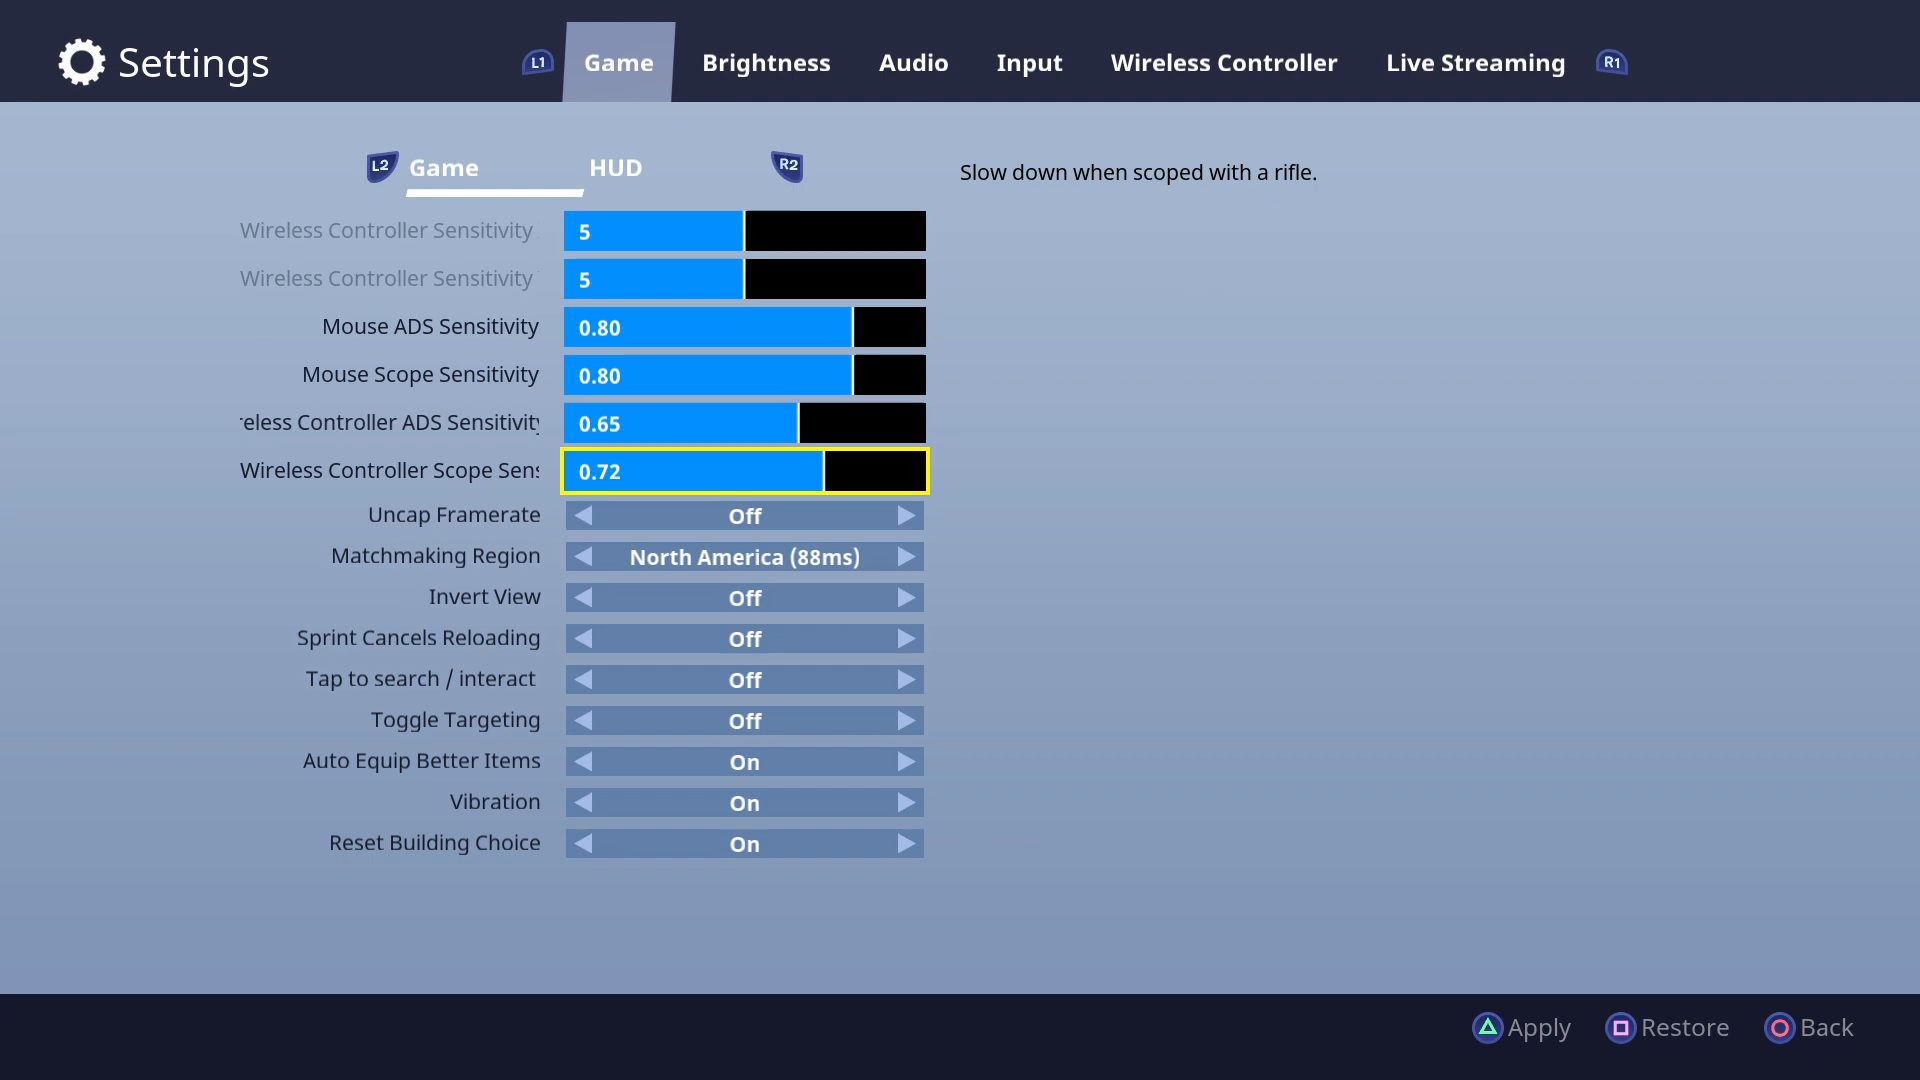 Settings
L1 Game Brightness Audio Input Wireless Controller Live Streaming R1
L2 Game HUD R2
Slow down when scoped with a rifle.
Wireless Controller Sensitivity 5
Wireless Controller Sensitivity 5
Mouse ADS Sensitivity 0.80
Mouse Scope Sensitivity 0.80
reless Controller ADS Sensitivity 0.65
Wireless Controller Scope Sens 0.72
Uncap Framerate Off
Matchmaking Region North America (88ms)
Invert View Off
Sprint Cancels Reloading Off
Tap to search / interact Off
Toggle Targeting Off
Auto Equip Better Items On
Vibration On
Reset Building Choice On
Apply Restore Back